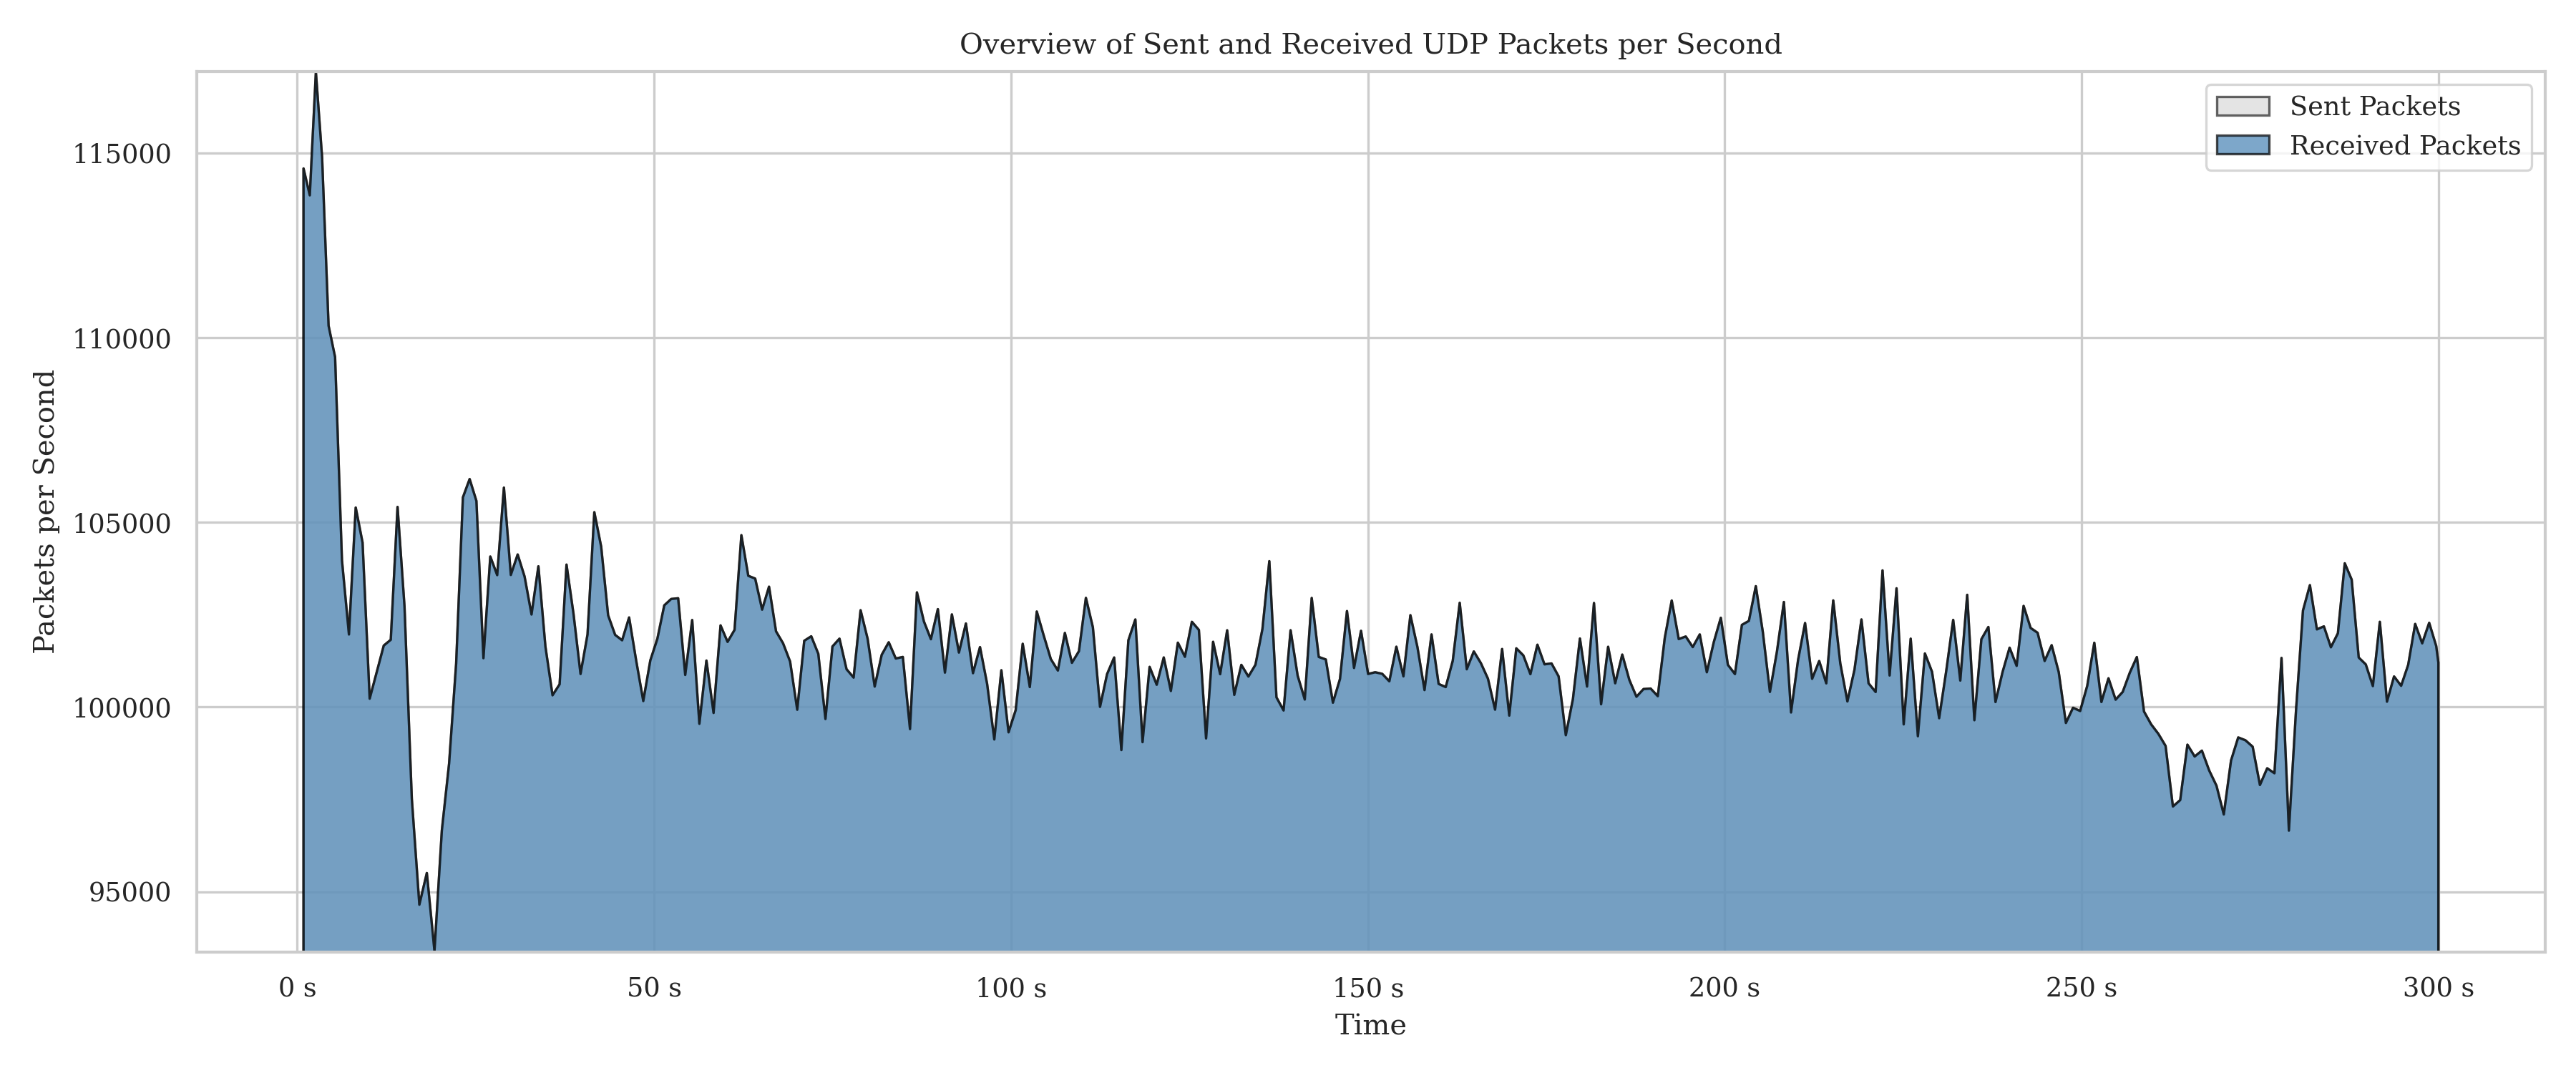 Overview of Sent and Received UDP Packets per Second
Sent Packets
Received Packets
Packets per Second
115000
110000
105000
100000
95000
0 s
50 s
100 s
150 s
200 s
250 s
300 s
Time